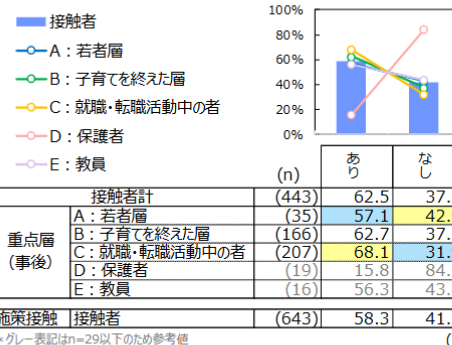 接触者
A：若者層
B：子育てを終えた層
C：就職・転職活動中の者
D：保護者
E：教員
100%
80%
60%
40%
20%
0%
(n) あり なし
接触者計 (443) 62.5 37.
重点層（事後）
A：若者層 (35) 57.1 42.
B：子育てを終えた層 (166) 62.7 37.
C：就職・転職活動中の者 (207) 68.1 31.
D：保護者 (19) 15.8 84.
E：教員 (16) 56.3 43.
施策接触 接触者 (643) 58.3 41.
*グレー表記はn=29以下のため参考値